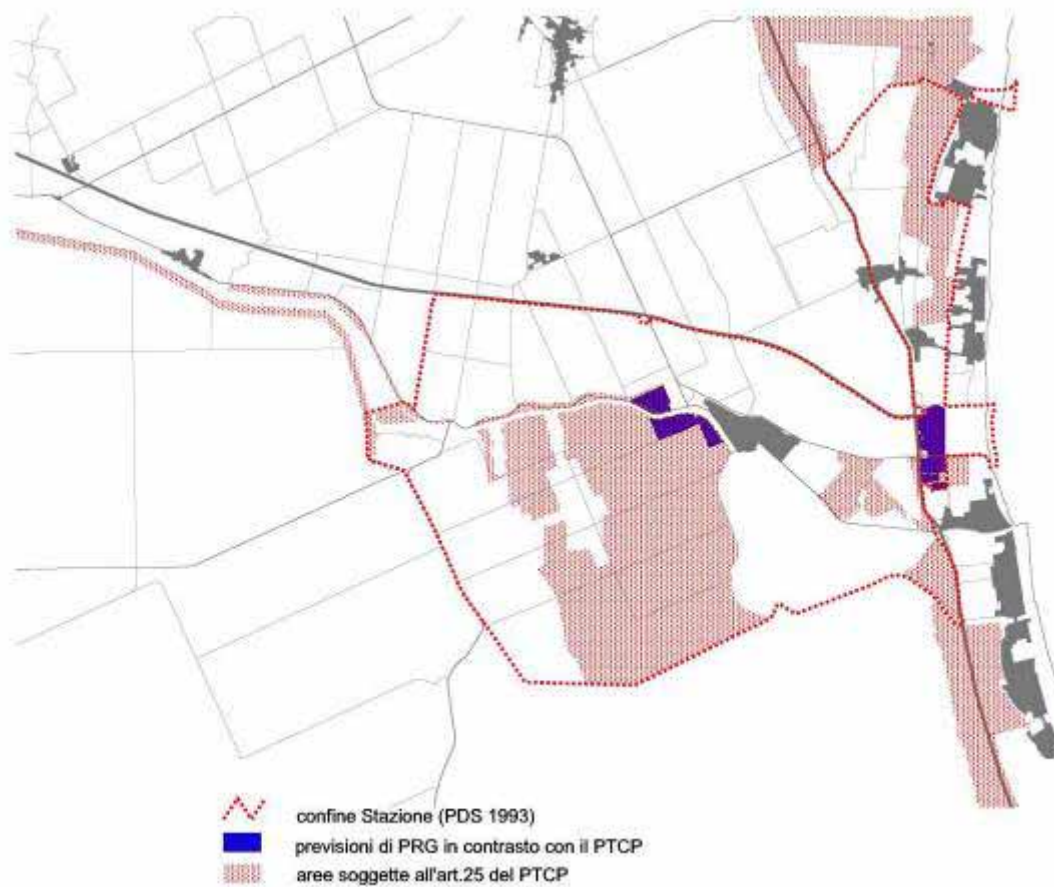 confine Stazione (PDS 1993)
previsioni di PRG in contrasto con il PTCP
aree soggette all'art.25 del PTCP